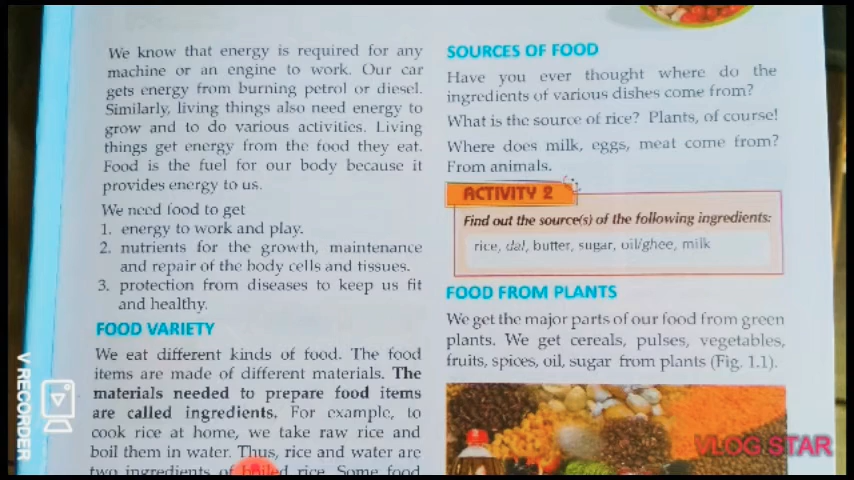 We know that energy is required for any
machine or an engine to work. Our car
gets energy from burning petrol or diesel.
Similarly, living things also need energy to
grow and to do various activities. Living
things get energy from the food they eat.
Food is the fuel for our body because it
provides energy to us.
We need food to get
1. energy to work and play.
2. nutrients for the growth, maintenance
and repair of the body cells and tissues.
3. protection from diseases to keep us fit
and healthy.
FOOD VARIETY
We eat different kinds of food. The food
items are made of different materials. The
materials needed to prepare food items
are called ingredients. For example, to
cook rice at home, we take raw rice and
boil them in water. Thus, rice and water are
two ingredients of boiled rice. Some food
SOURCES OF FOOD
Have you ever thought where do the
ingredients of various dishes come from?
What is the source of rice? Plants, of course!
Where does milk, eggs, meat come from?
From animals.
ACTIVITY 2
Find out the source(s) of the following ingredients:
rice, dal, butter, sugar, oil/ghee, milk
FOOD FROM PLANTS
We get the major parts of our food from green
plants. We get cereals, pulses, vegetables,
fruits, spices, oil, sugar from plants (Fig. 1.1).
V RECORDER
VLOG STAR